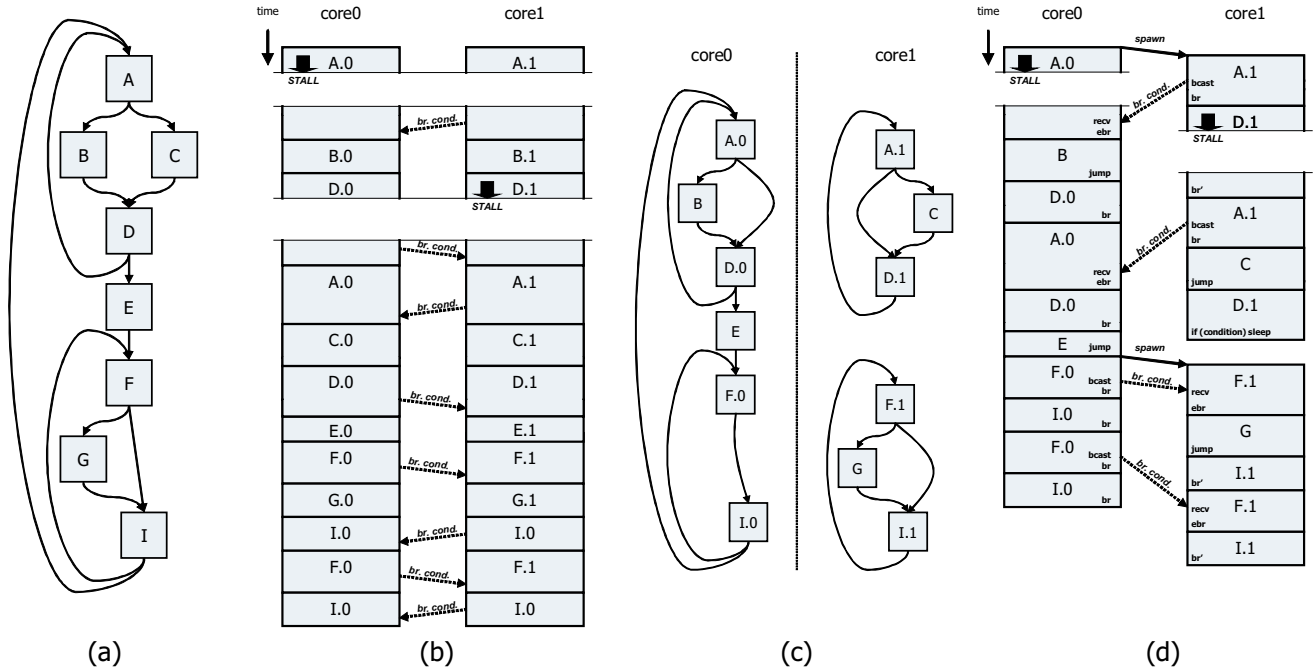 A
B
C
D
E
F
G
I
(a)
time
core0
core1
A.0
A.1
STALL
br. cond.
B.0
B.1
D.0
D.1
STALL
br. cond.
A.0
A.1
br. cond.
C.0
C.1
D.0
D.1
br. cond.
E.0
E.1
F.0
F.1
br. cond.
G.0
G.1
I.0
I.0
br. cond.
F.0
F.1
br. cond.
I.0
I.0
br. cond.
(b)
core0
core1
A.0
B
D.0
E
F.0
I.0
A.1
C
D.1
F.1
G
I.1
(c)
time
core0
core1
spawn
A.0
STALL
A.1
bcast
br
br. cond.
D.1
STALL
recv
ebr
B
jump
D.0
br
br'
A.0
A.1
bcast
br
br. cond.
recv
ebr
C
jump
D.0
br
D.1
if (condition) sleep
E
jump
spawn
F.0
bcast
br
br. cond.
F.1
recv
ebr
I.0
br
G
jump
F.0
bcast
br
br. cond.
I.1
br'
I.0
br
F.1
recv
ebr
I.1
br'
(d)